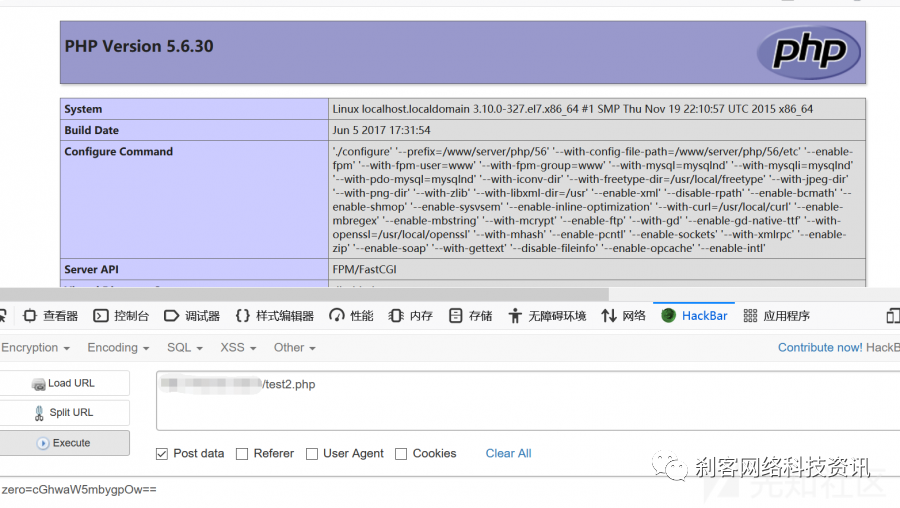 PHP Version 5.6.30
php
System Linux localhost.localdomain 3.10.0-327.el7.x86_64 #1 SMP Thu Nov 19 22:10:57 UTC 2015 x86_64
Build Date Jun 5 2017 17:31:54
Configure Command './configure' '--prefix=/www/server/php/56' '--with-config-file-path=/www/server/php/56/etc' '--enable-
fpm' '--with-fpm-user=www' '--with-fpm-group=www' '--with-mysql=mysqlnd' '--with-mysqli=mysqlnd'
'--with-pdo-mysql=mysqlnd' '--with-iconv-dir' '--with-freetype-dir=/usr/local/freetype' '--with-jpeg-dir'
'--with-png-dir' '--with-zlib' '--with-libxml-dir=/usr' '--enable-xml' '--disable-rpath' '--enable-bcmath' '--
enable-shmop' '--enable-sysvsem' '--enable-inline-optimization' '--with-curl=/usr/local/curl' '--enable-
mbregex' '--enable-mbstring' '--with-mcrypt' '--enable-ftp' '--with-gd' '--enable-gd-native-ttf' '--with-
openssl=/usr/local/openssl' '--with-mhash' '--enable-pcntl' '--enable-sockets' '--with-xmlrpc' '--enable-
zip' '--enable-soap' '--with-gettext' '--disable-fileinfo' '--enable-opcache' '--enable-intl'
Server API FPM/FastCGI
查看器 控制台 调试器 {} 样式编辑器 性能 内存 存储 无障碍环境 网络 HackBar 应用程序
Encryption Encoding SQL XSS Other Contribute now! HackB
Load URL /test2.php
Split URL
Execute
Post data Referer User Agent Cookies Clear All
刹客网络科技资讯
先知社区
zero=cGhwaW5mbygpOw==